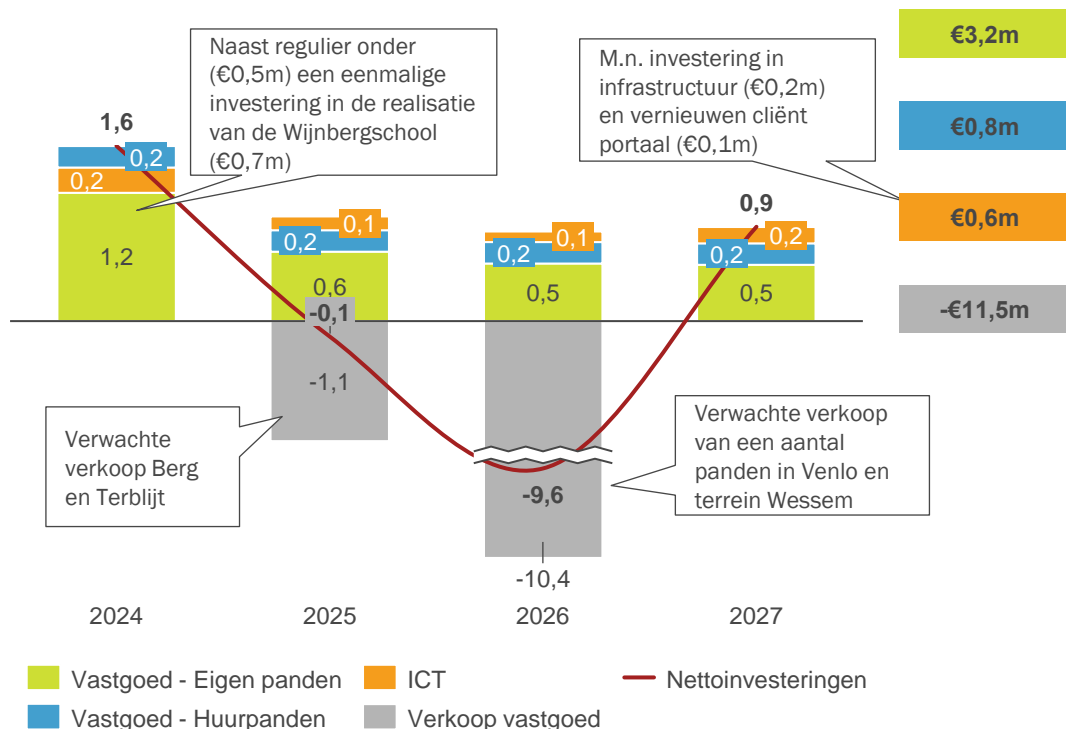 Naast regulier onder
(€0,5m) een eenmalige
investering in de realisatie
van de Wijnbergschool
(€0,7m)
M.n. investering in
infrastructuur (€0,2m)
en vernieuwen cliënt
portaal (€0,1m)
€3,2m
€0,8m
€0,6m
-€11,5m
1,6
0,2
0,2
1,2
0,1
0,2
0,6
-0,1
-1,1
0,1
0,2
0,5
-9,6
-10,4
0,9
0,2
0,2
0,5
Verwachte
verkoop Berg
en Terblijt
Verwachte verkoop
van een aantal
panden in Venlo en
terrein Wessem
2024 2025 2026 2027
Vastgoed - Eigen panden ICT Nettoinvesteringen
Vastgoed - Huurpanden Verkoop vastgoed